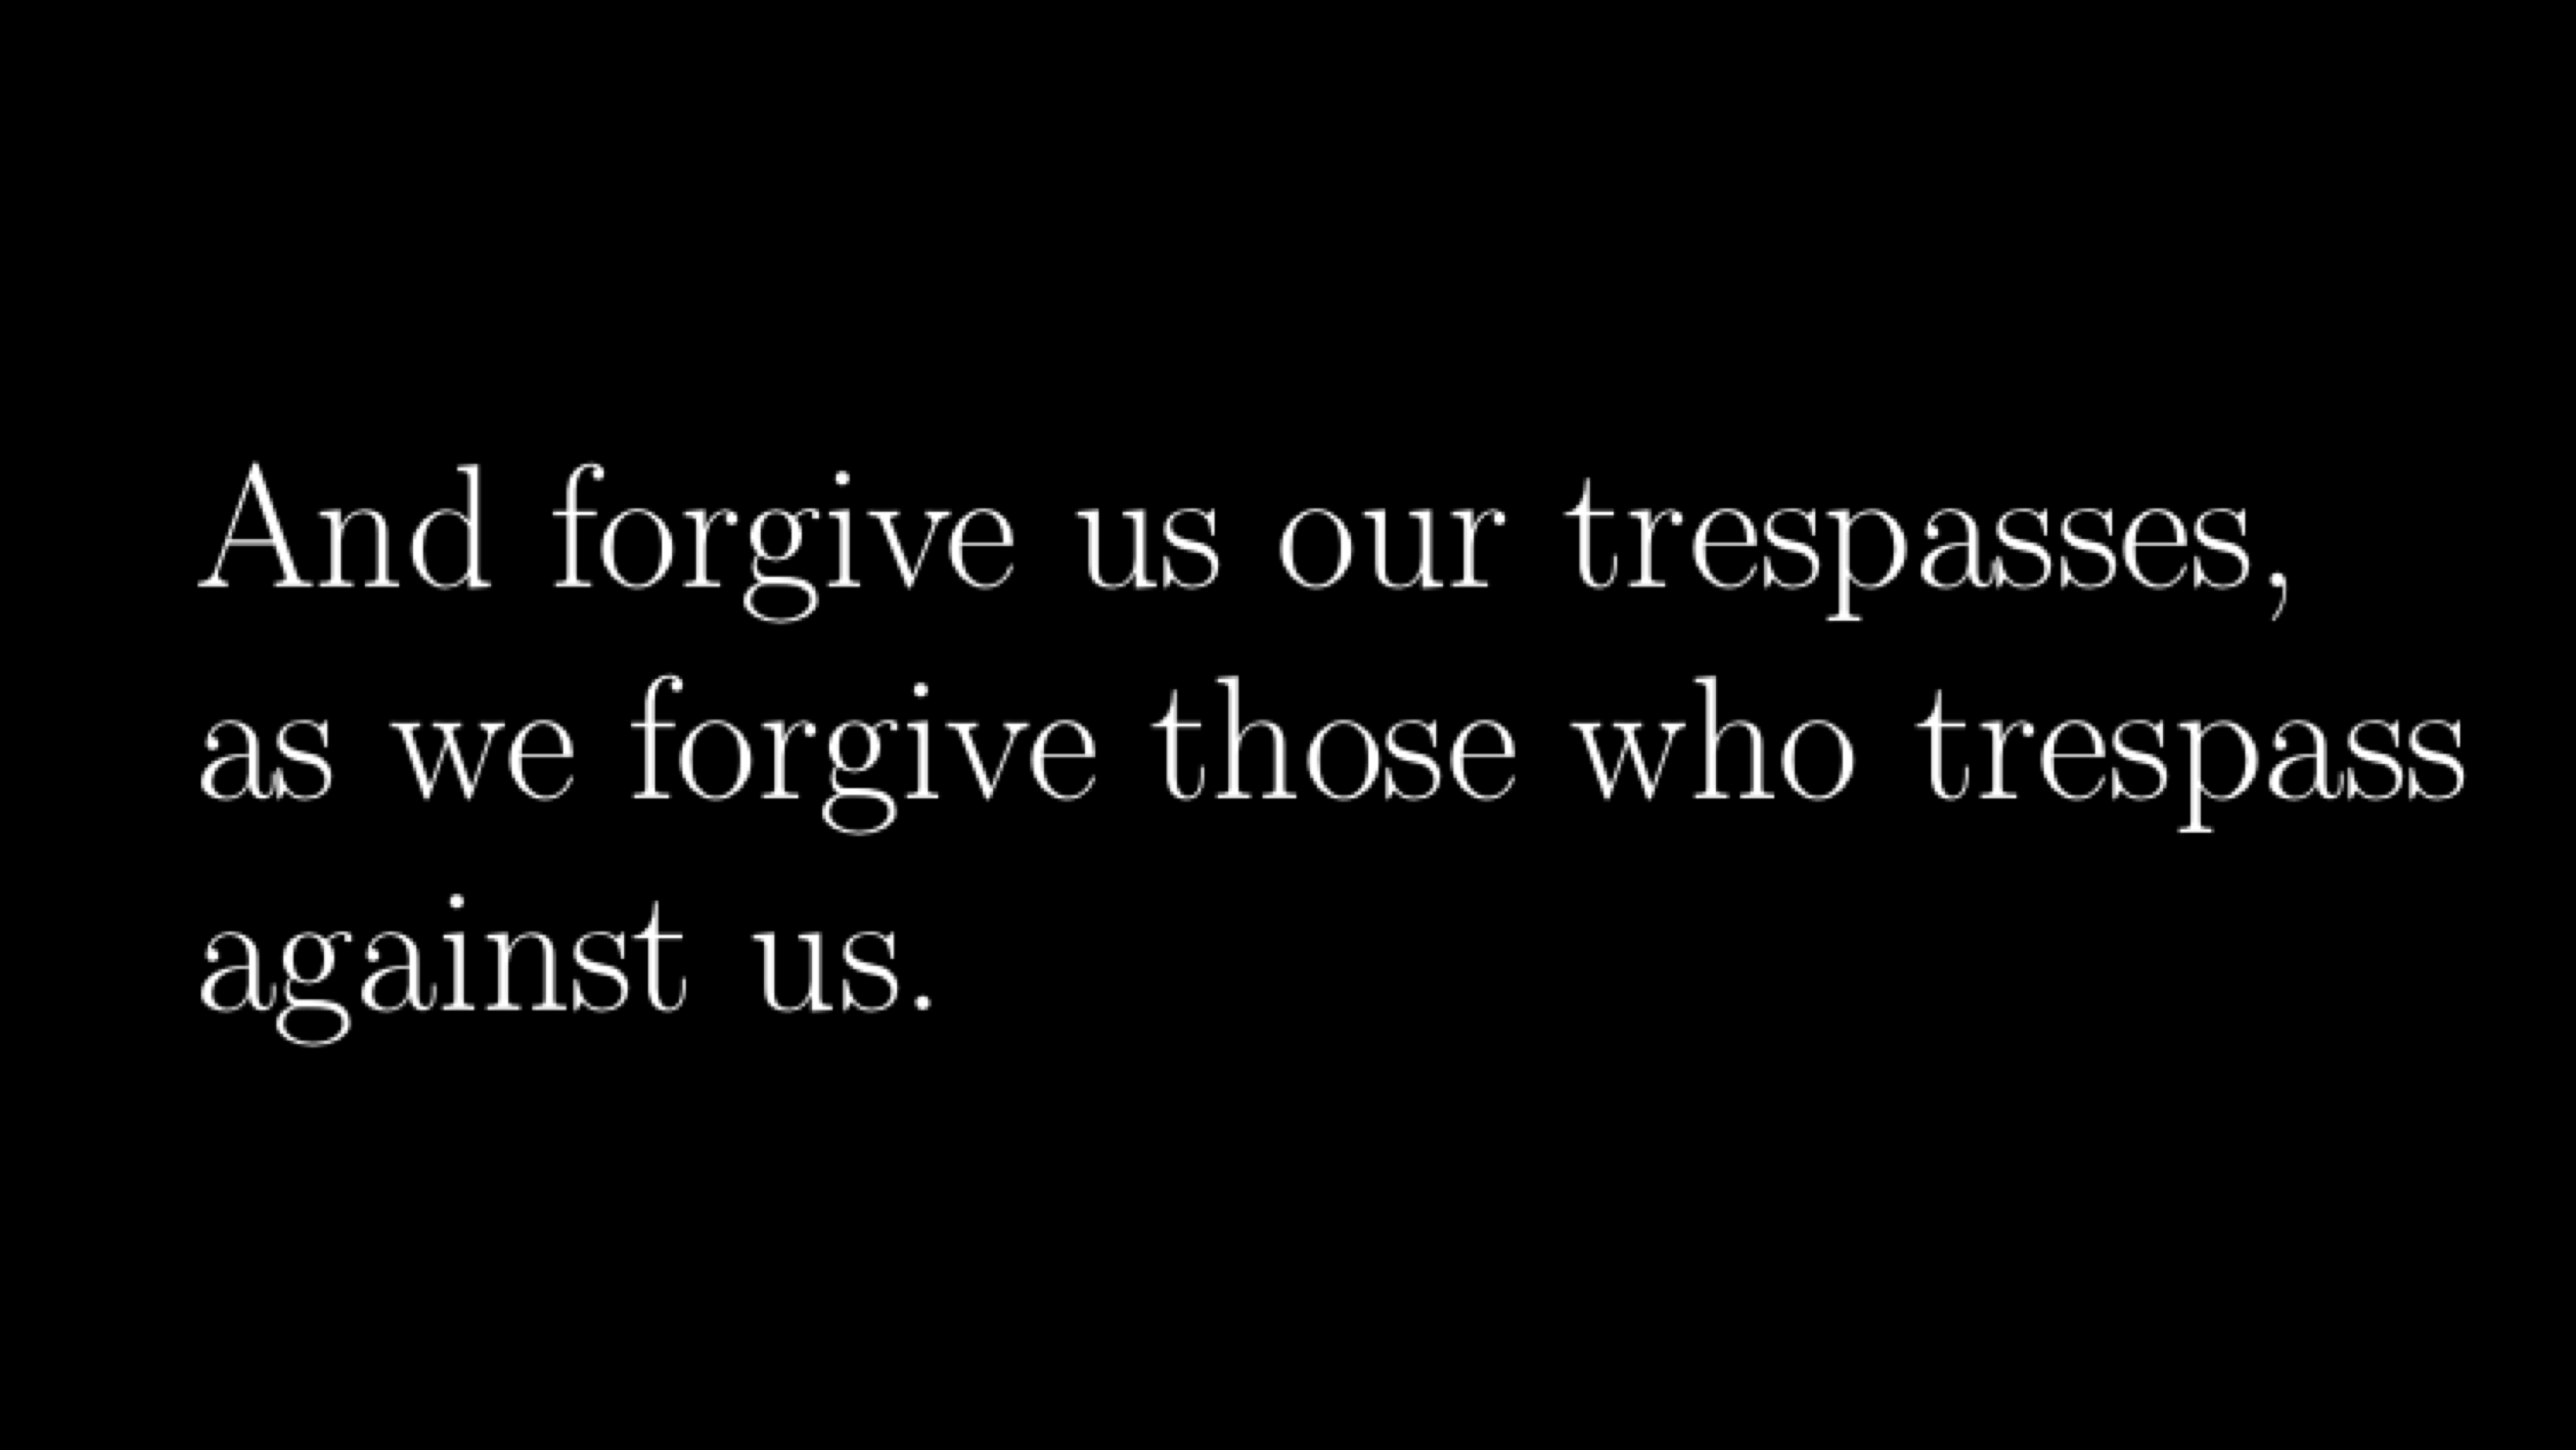 And forgive us our trespasses,
as we forgive those who trespass
against us.